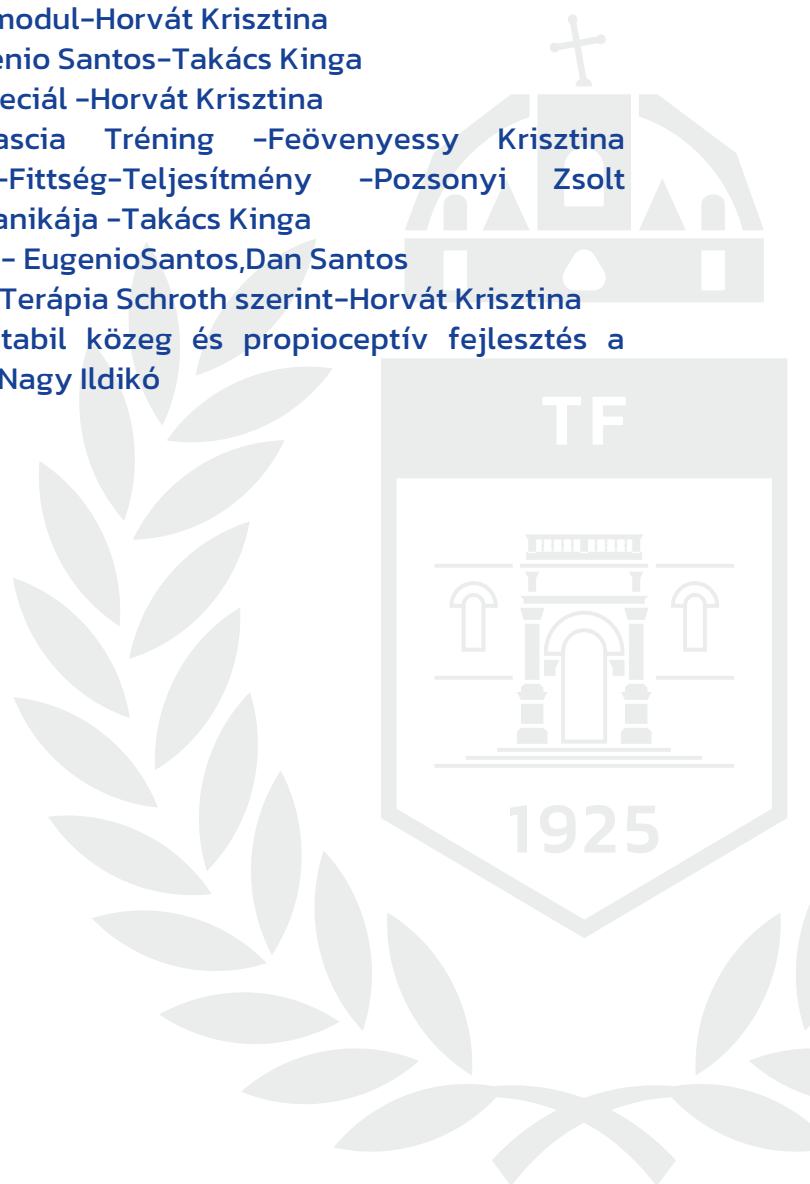 modul-Horvát Krisztina
enio Santos-Takács Kinga
eciál -Horvát Krisztina
ascia Tréning -Feövenyessy Krisztina
-Fittség-Teljesítmény -Pozsonyi Zsolt
anikája -Takács Kinga
- EugenioSantos,Dan Santos
Terápia Schroth szerint-Horvát Krisztina
tabil közeg és propioceptív fejlesztés a
Nagy Ildikó
TF
1925